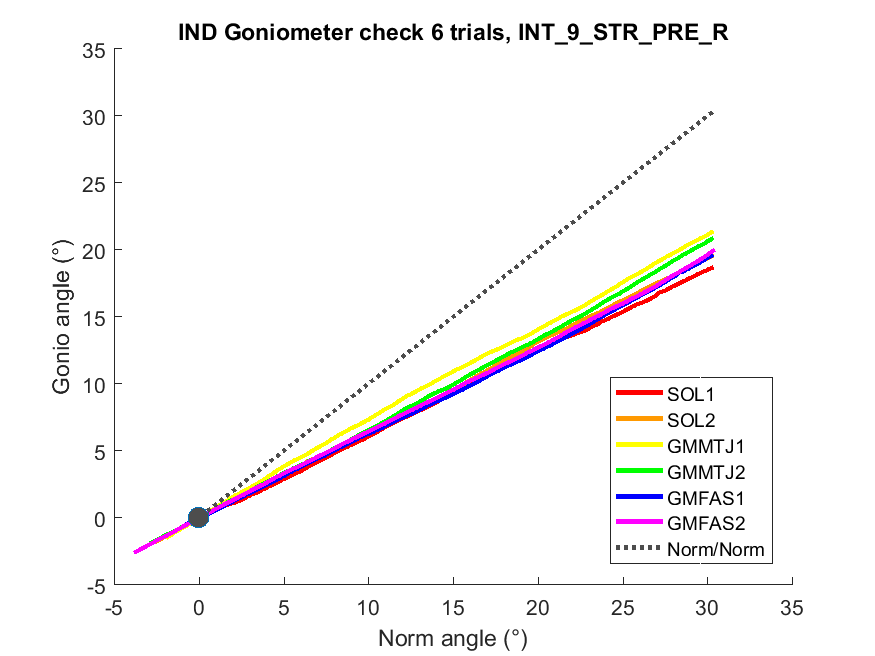 IND Goniometer check 6 trials, INT_9_STR_PRE_R
35
30
25
20
15
10
5
0
-5
Gonio angle (°)
-5 0 5 10 15 20 25 30 35
Norm angle (°)
SOL1
SOL2
GMMTJ1
GMMTJ2
GMFAS1
GMFAS2
Norm/Norm